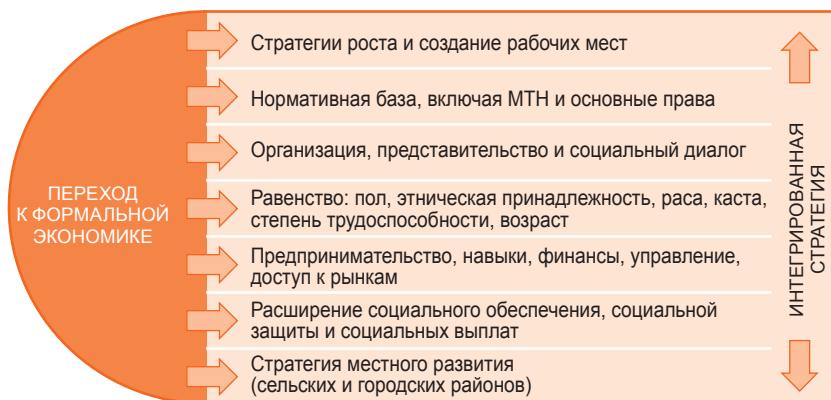 ПЕРЕХОД
К ФОРМАЛЬНОЙ
ЭКОНОМИКЕ
Стратегии роста и создание рабочих мест
Нормативная база, включая МТН и основные права
Организация, представительство и социальный диалог
Равенство: пол, этническая принадлежность, раса, каста,
степень трудоспособности, возраст
Предпринимательство, навыки, финансы, управление,
доступ к рынкам
Расширение социального обеспечения, социальной
защиты и социальных выплат
Стратегия местного развития
(сельских и городских районов)
ИНТЕГРИРОВАННАЯ
СТРАТЕГИЯ